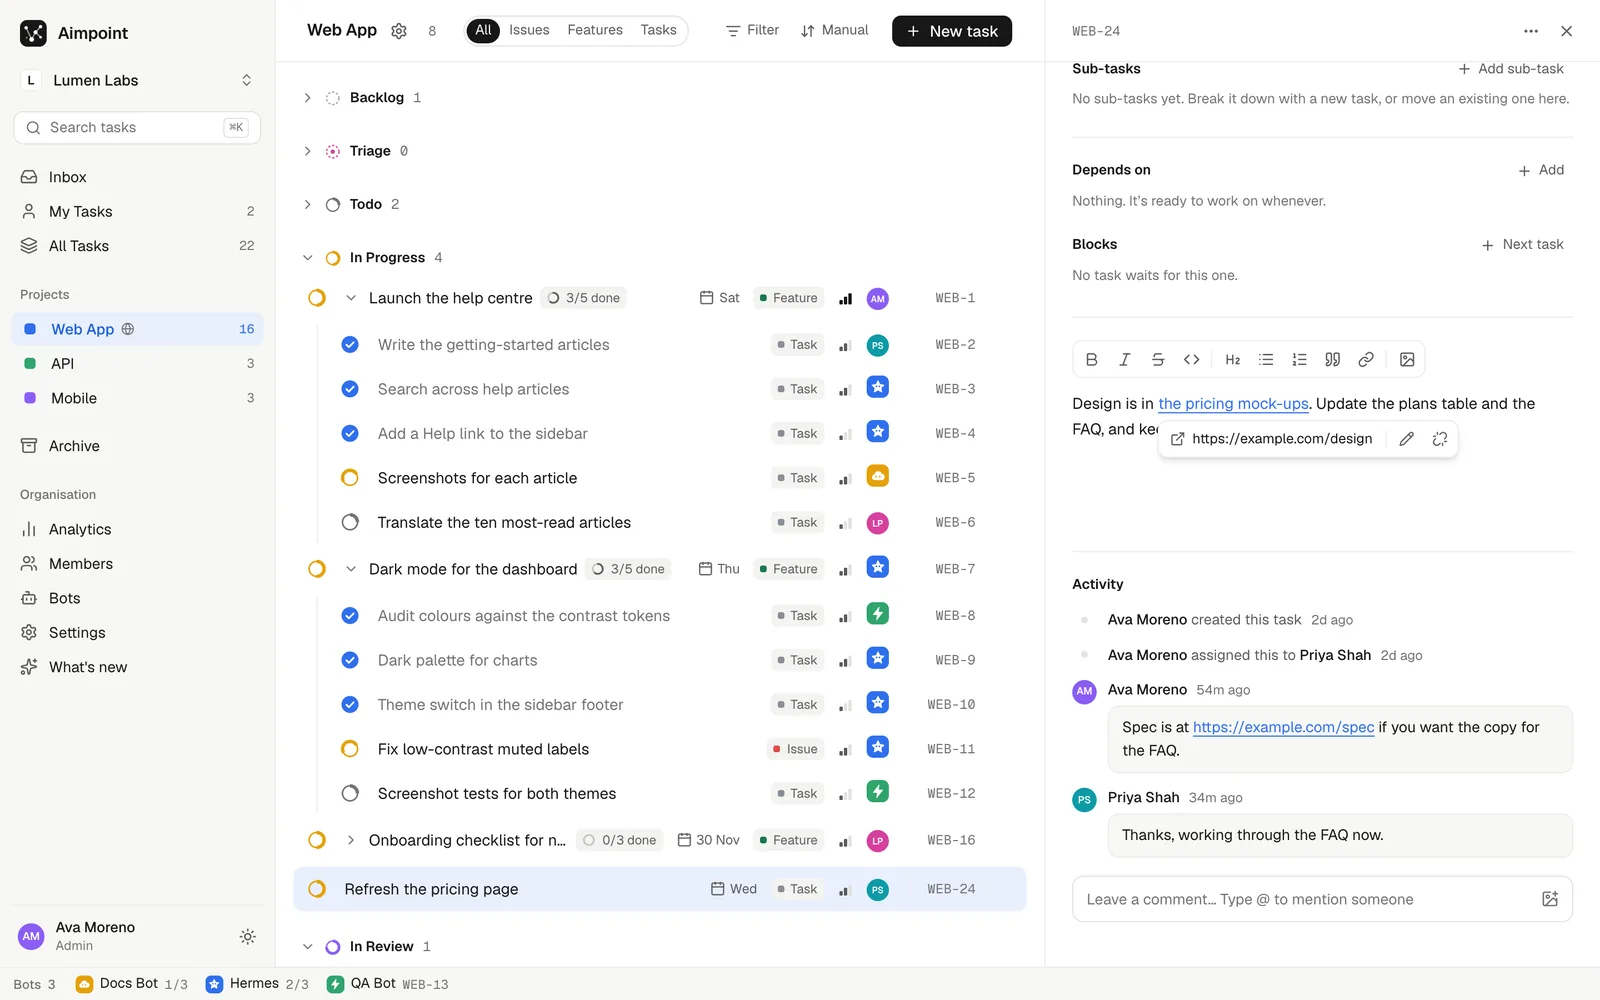 Aimpoint
L Lumen Labs
Search tasks ⌘K
Inbox
My Tasks 2
All Tasks 22
Projects
Web App 16
API 3
Mobile 3
Archive
Organisation
Analytics
Members
Bots
Settings
What's new
AM Ava Moreno
Admin
Web App 8 All Issues Features Tasks Filter Manual + New task
Backlog 1
Triage 0
Todo 2
In Progress 4
Launch the help centre 3/5 done Sat Feature AM WEB-1
Write the getting-started articles Task PS WEB-2
Search across help articles Task WEB-3
Add a Help link to the sidebar Task WEB-4
Screenshots for each article Task WEB-5
Translate the ten most-read articles Task LP WEB-6
Dark mode for the dashboard 3/5 done Thu Feature WEB-7
Audit colours against the contrast tokens Task WEB-8
Dark palette for charts Task WEB-9
Theme switch in the sidebar footer Task WEB-10
Fix low-contrast muted labels Issue WEB-11
Screenshot tests for both themes Task WEB-12
Onboarding checklist for n... 0/3 done 30 Nov Feature LP WEB-16
Refresh the pricing page Wed Task PS WEB-24
In Review 1
WEB-24
Sub-tasks + Add sub-task
No sub-tasks yet. Break it down with a new task, or move an existing one here.
Depends on + Add
Nothing. It's ready to work on whenever.
Blocks + Next task
No task waits for this one.
B I S <> H2
Design is in the pricing mock-ups. Update the plans table and the
FAQ, and
https://example.com/design
Activity
Ava Moreno created this task 2d ago
Ava Moreno assigned this to Priya Shah 2d ago
AM Ava Moreno 54m ago
Spec is at https://example.com/spec if you want the copy for
the FAQ.
PS Priya Shah 34m ago
Thanks, working through the FAQ now.
Leave a comment... Type @ to mention someone
Bots 3 Docs Bot 1/3 Hermes 2/3 QA Bot WEB-13